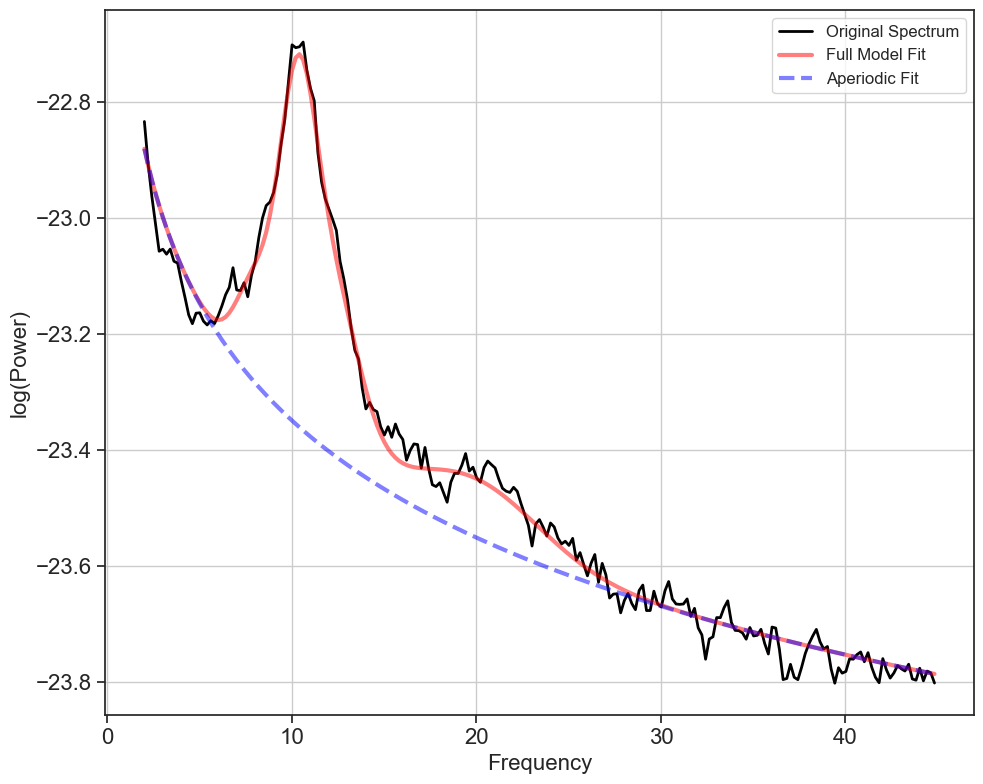 Original Spectrum
Full Model Fit
Aperiodic Fit
log(Power)
−22.8
−23.0
−23.2
−23.4
−23.6
−23.8
0 10 20 30 40
Frequency